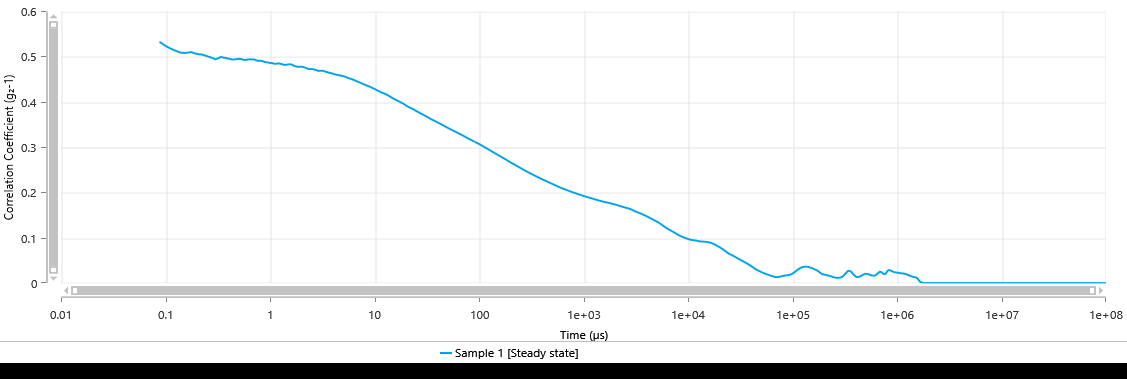 0.6
0.5
0.4
0.3
0.2
0.1
0
Correlation Coefficient (g₂-1)
0.01 0.1 1 10 100 1e+03 1e+04 1e+05 1e+06 1e+07 1e+08
Time (µs)
Sample 1 [Steady state]